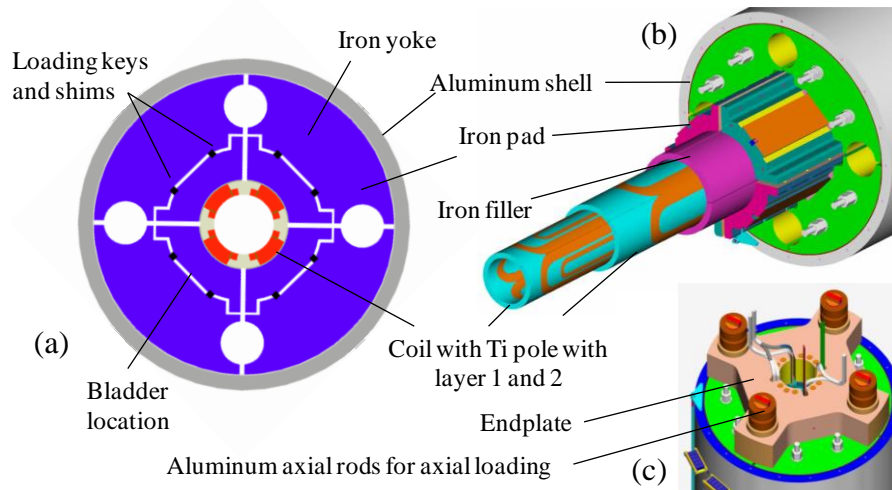 Iron yoke
(b)
Loading keys
and shims
Aluminum shell
Iron pad
Iron filler
(a)
Coil with Ti pole with
layer 1 and 2
Bladder
location
Endplate
Aluminum axial rods for axial loading
(c)